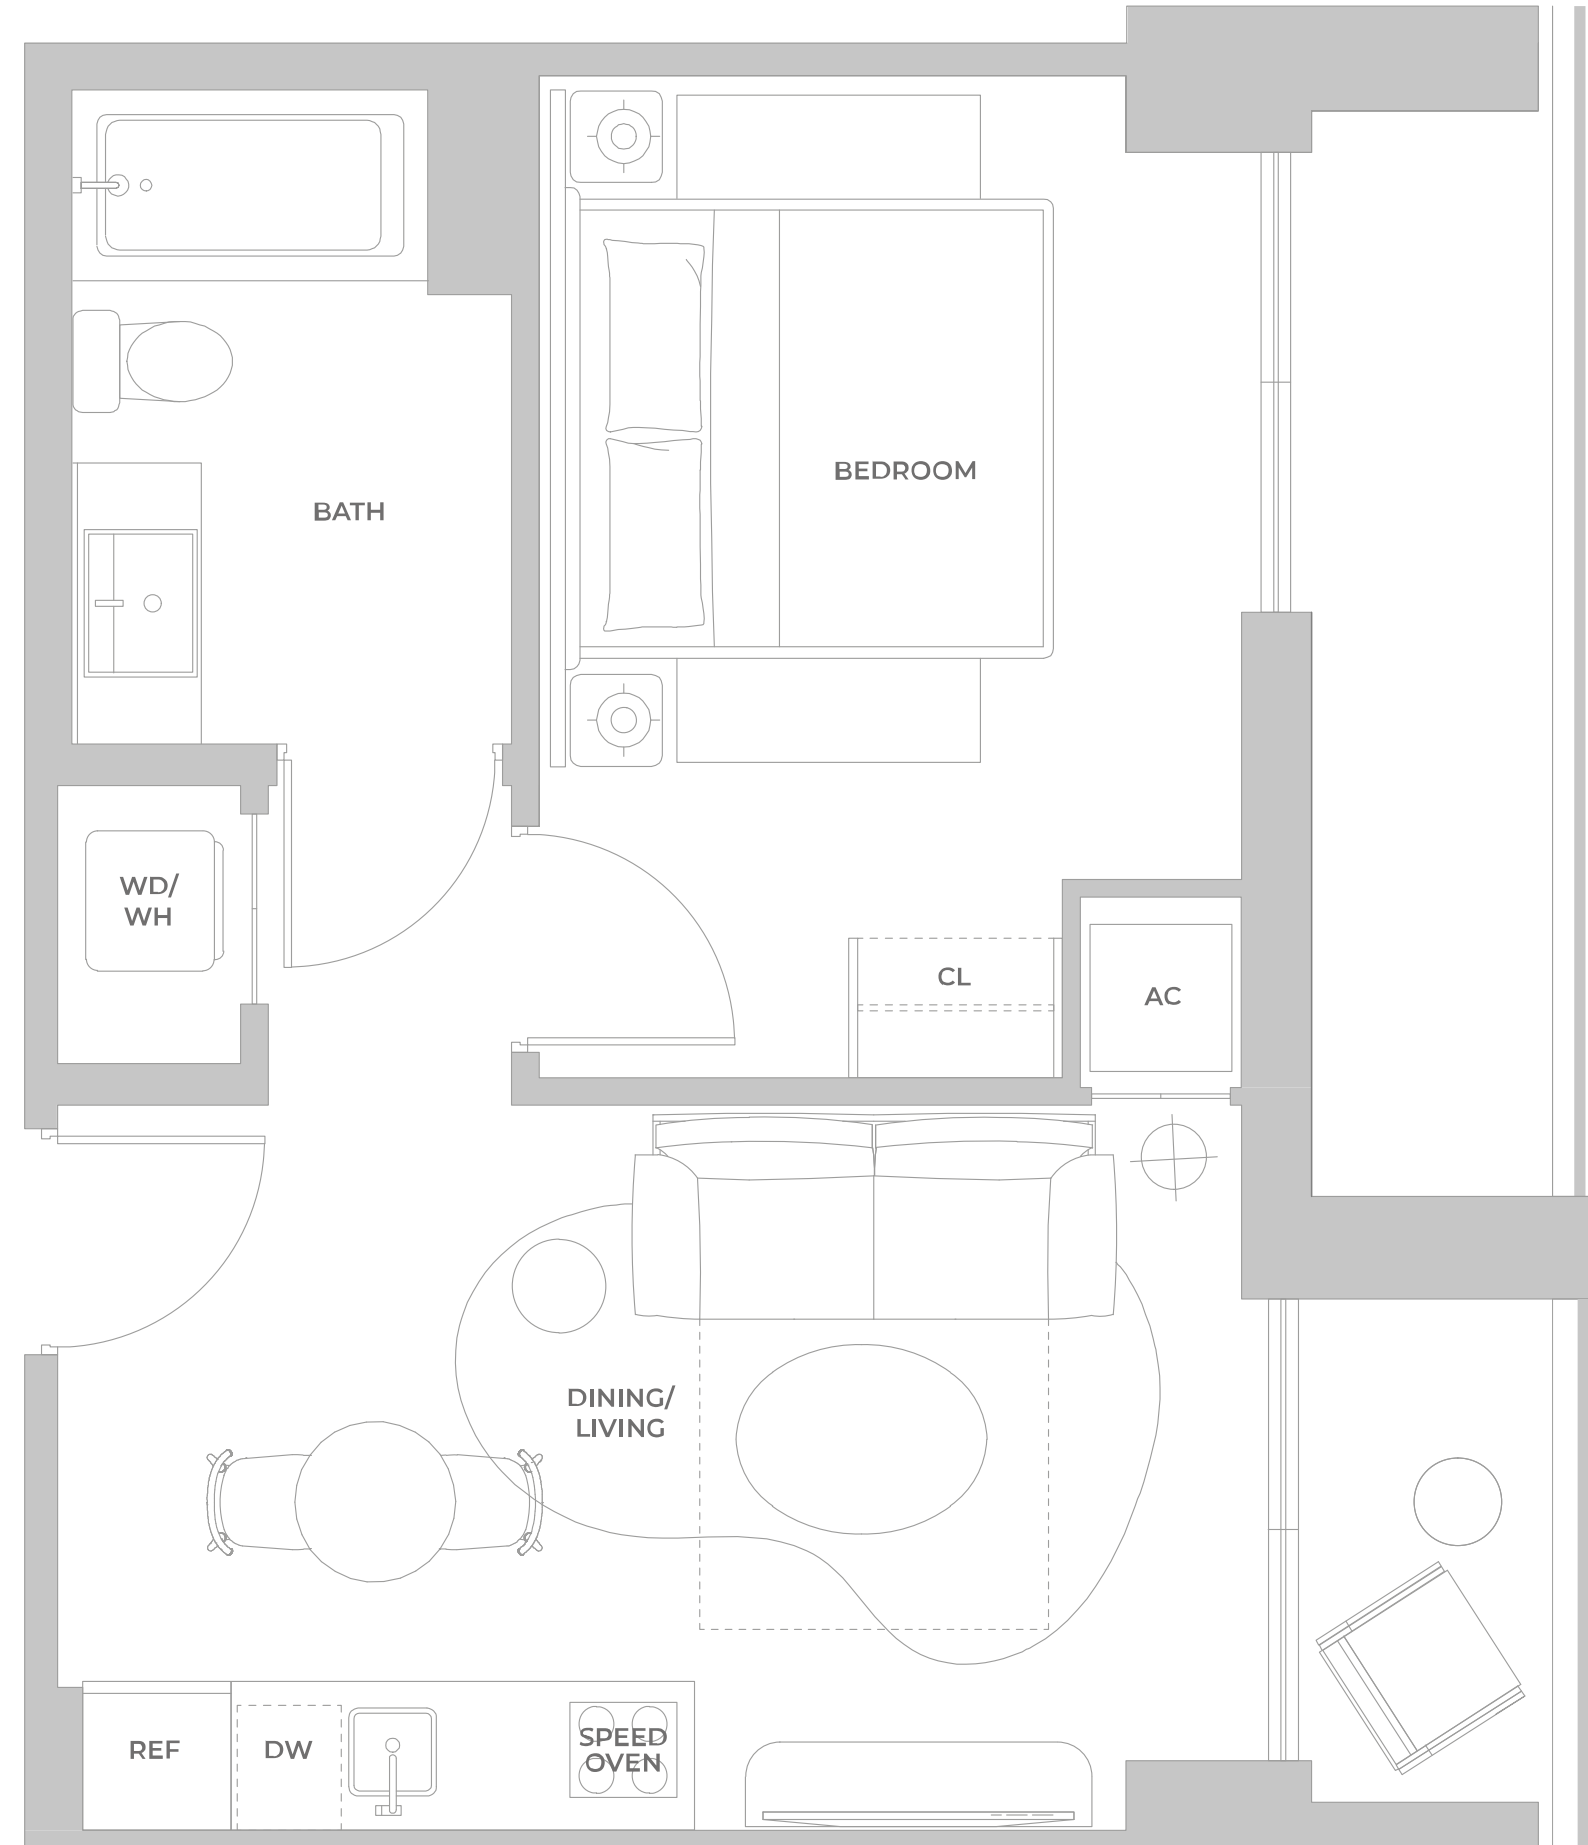 BEDROOM
BATH
WD/
WH
CL
AC
DINING/
LIVING
REF
DW
SPEED
OVEN